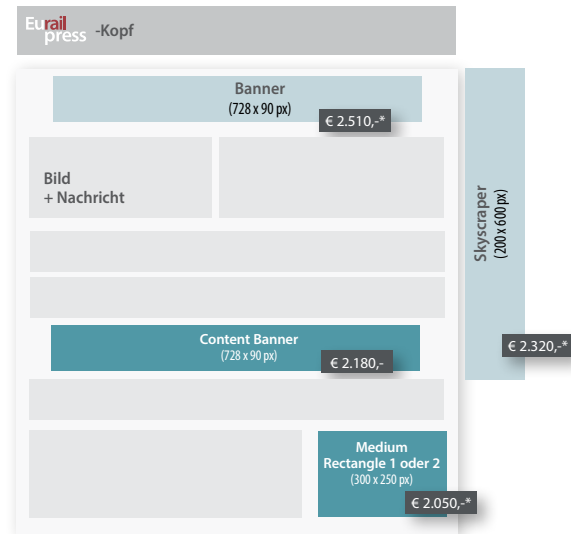 Eurailpress -Kopf
Banner
(728 x 90 px)
€ 2.510,-*
Bild
+ Nachricht
Skyscraper
(200 x 600 px)
€ 2.320,-*
Content Banner
(728 x 90 px)
€ 2.180,-
Medium
Rectangle 1 oder 2
(300 x 250 px)
€ 2.050,-*